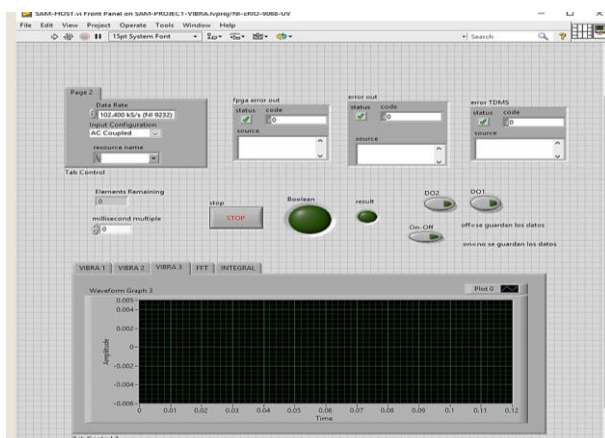 SAM-HOST.vi Front Panel on SAM-PROJECT-VIBRA.lvproj/NI-cRIO-9068-UV
File Edit View Project Operate Tools Window Help
15pt System Font
Search
Page 2
Data Rate
102.400 kS/s (NI 9232)
Input Configuration
AC Coupled
resource name
Tab Control
fpga error out
status code
0
source
error out
status code
0
source
error TDMS
status code
0
source
Elements Remaining
0
millisecond multiple
0
stop
STOP
Boolean
result
DO2
DO1
On-Off
off=se guardan los datos
on=no se guardan los datos
VIBRA 1 VIBRA 2 VIBRA 3 FFT INTEGRAL
Waveform Graph 3
Plot 0
0.005
0.004
0.002
0
-0.002
-0.004
-0.006
Amplitude
0 0.01 0.02 0.03 0.04 0.05 0.06 0.07 0.08 0.09 0.1 0.11 0.12
Time